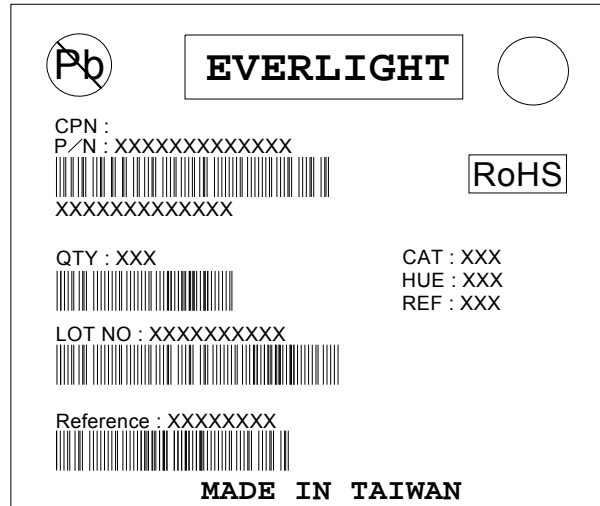 Pb
EVERLIGHT
CPN :
P/N : XXXXXXXXXXXXX
RoHS
XXXXXXXXXXXXX
QTY : XXX
CAT : XXX
HUE : XXX
REF : XXX
LOT NO : XXXXXXXXXX
Reference : XXXXXXXX
MADE IN TAIWAN